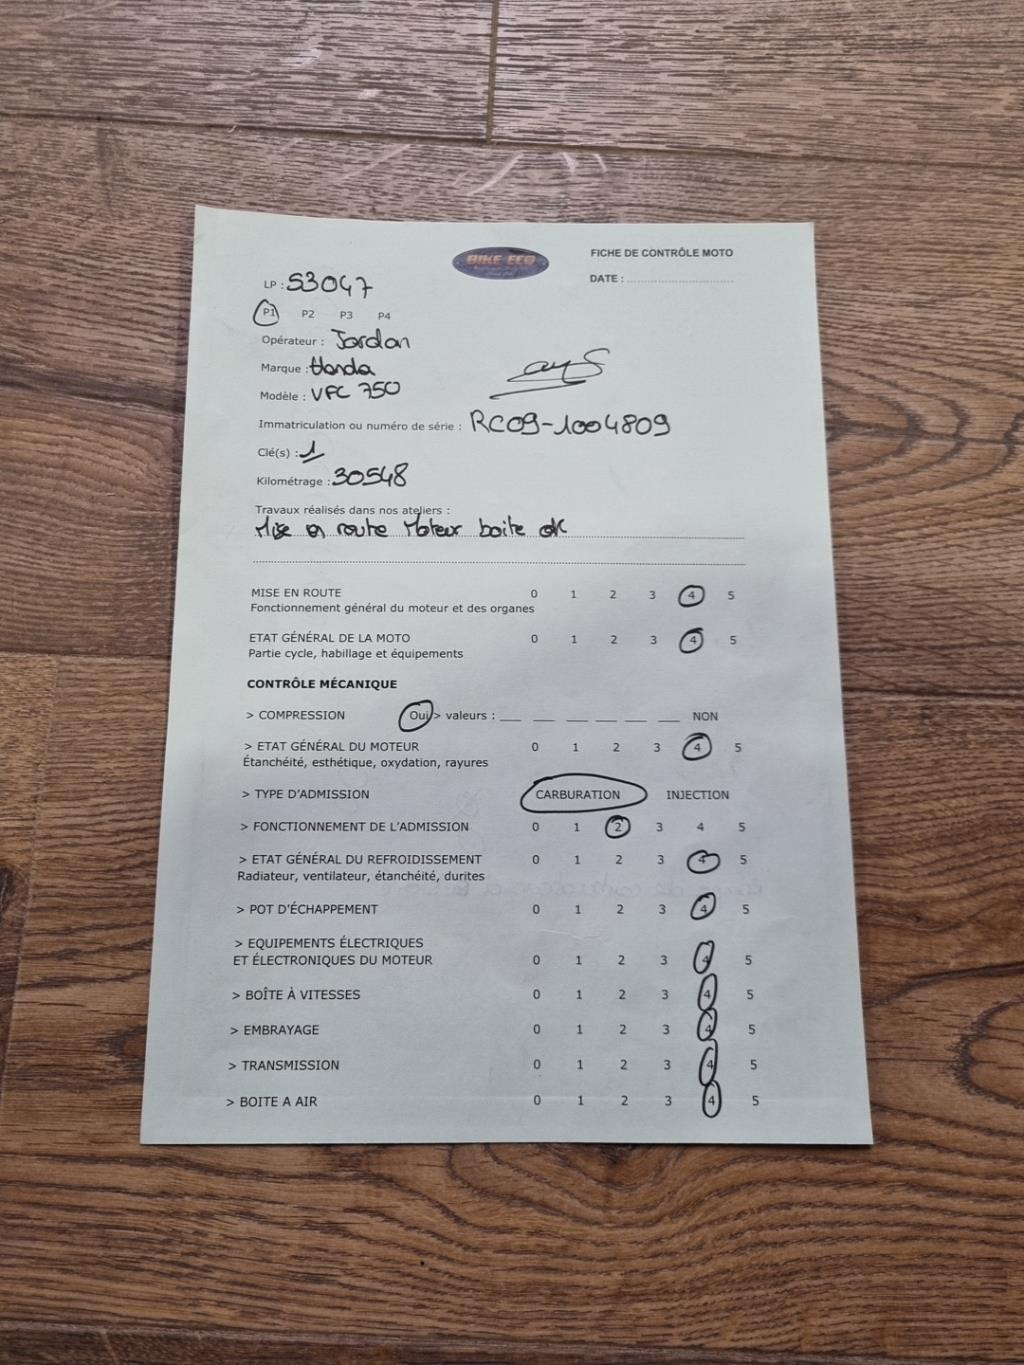 BIKE ECO
FICHE DE CONTRÔLE MOTO
DATE :
LP : 53047
P1 P2 P3 P4
Opérateur : Jordan
Marque : Honda
Modèle : VFC 750
Immatriculation ou numéro de série : RC09-1004809
Clé(s) : 1
Kilométrage : 30548
Travaux réalisés dans nos ateliers :
Mise en route Moteur boite ok
MISE EN ROUTE 0 1 2 3 4 5
Fonctionnement général du moteur et des organes
ETAT GÉNÉRAL DE LA MOTO 0 1 2 3 4 5
Partie cycle, habillage et équipements
CONTRÔLE MÉCANIQUE
> COMPRESSION Oui > valeurs : __ __ __ __ __ __ NON
> ETAT GÉNÉRAL DU MOTEUR 0 1 2 3 4 5
Étanchéité, esthétique, oxydation, rayures
> TYPE D'ADMISSION CARBURATION INJECTION
> FONCTIONNEMENT DE L'ADMISSION 0 1 2 3 4 5
> ETAT GÉNÉRAL DU REFROIDISSEMENT 0 1 2 3 4 5
Radiateur, ventilateur, étanchéité, durites
> POT D'ÉCHAPPEMENT 0 1 2 3 4 5
> EQUIPEMENTS ÉLECTRIQUES
ET ÉLECTRONIQUES DU MOTEUR 0 1 2 3 4 5
> BOÎTE À VITESSES 0 1 2 3 4 5
> EMBRAYAGE 0 1 2 3 4 5
> TRANSMISSION 0 1 2 3 4 5
> BOITE A AIR 0 1 2 3 4 5